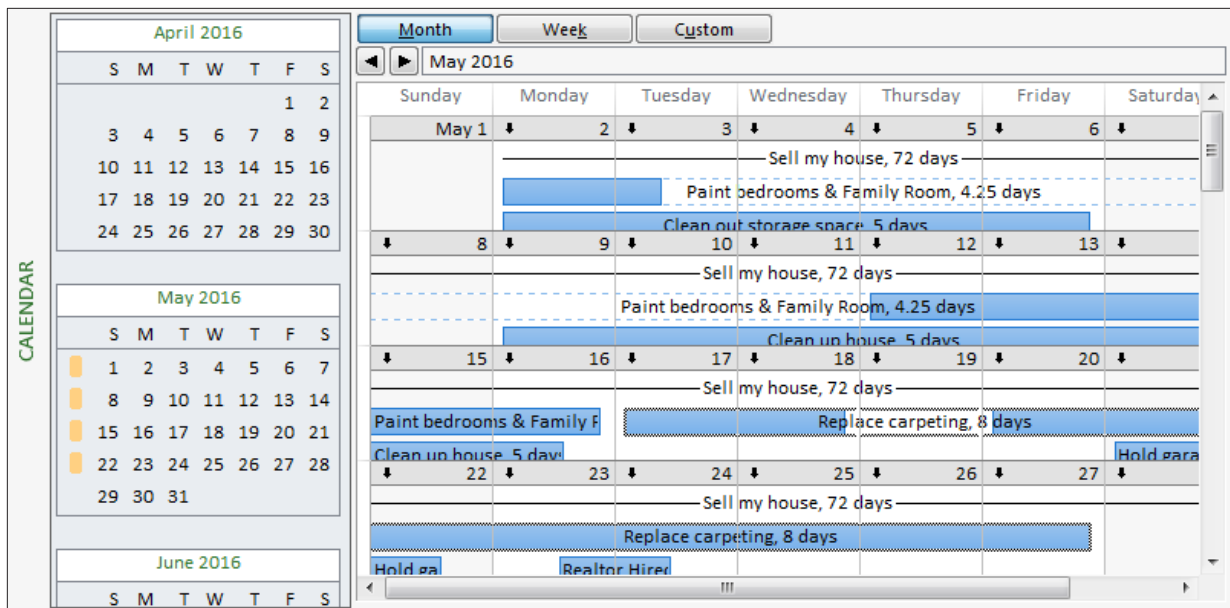 CALENDAR
April 2016
S M T W T F S
1 2
3 4 5 6 7 8 9
10 11 12 13 14 15 16
17 18 19 20 21 22 23
24 25 26 27 28 29 30
May 2016
S M T W T F S
1 2 3 4 5 6 7
8 9 10 11 12 13 14
15 16 17 18 19 20 21
22 23 24 25 26 27 28
29 30 31
June 2016
S M T W T F S
Month Week Custom
May 2016
Sunday Monday Tuesday Wednesday Thursday Friday Saturday
May 1 2 3 4 5 6
Sell my house, 72 days
Paint bedrooms & Family Room, 4.25 days
Clean out storage space, 5 days
8 9 10 11 12 13
Sell my house, 72 days
Paint bedrooms & Family Room, 4.25 days
Clean up house, 5 days
15 16 17 18 19 20
Sell my house, 72 days
Paint bedrooms & Family R
Replace carpeting, 8 days
Clean up house, 5 days
Hold gara
22 23 24 25 26 27
Sell my house, 72 days
Replace carpeting, 8 days
Hold ga
Realtor Hired